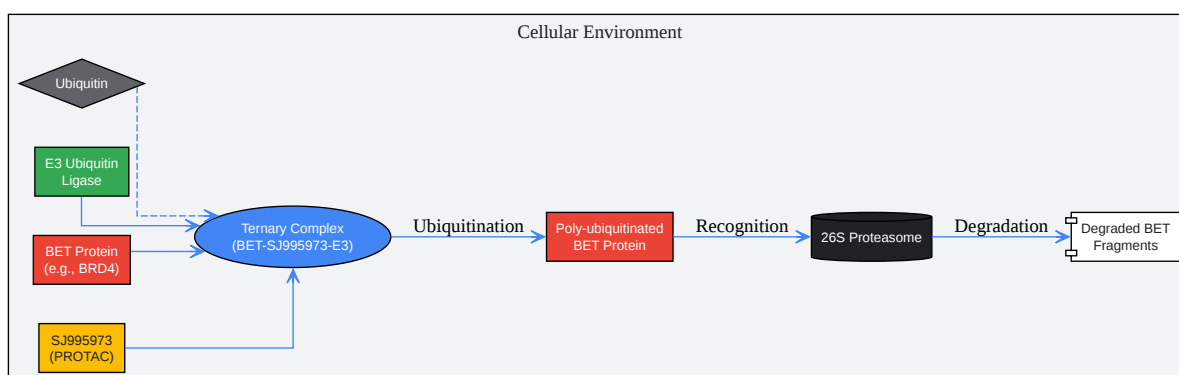 Cellular Environment
Ubiquitin
E3 Ubiquitin
Ligase
BET Protein
(e.g., BRD4)
SJ995973
(PROTAC)
Ternary Complex
(BET-SJ995973-E3)
Ubiquitination
Poly-ubiquitinated
BET Protein
Recognition
26S Proteasome
Degradation
Degraded BET
Fragments